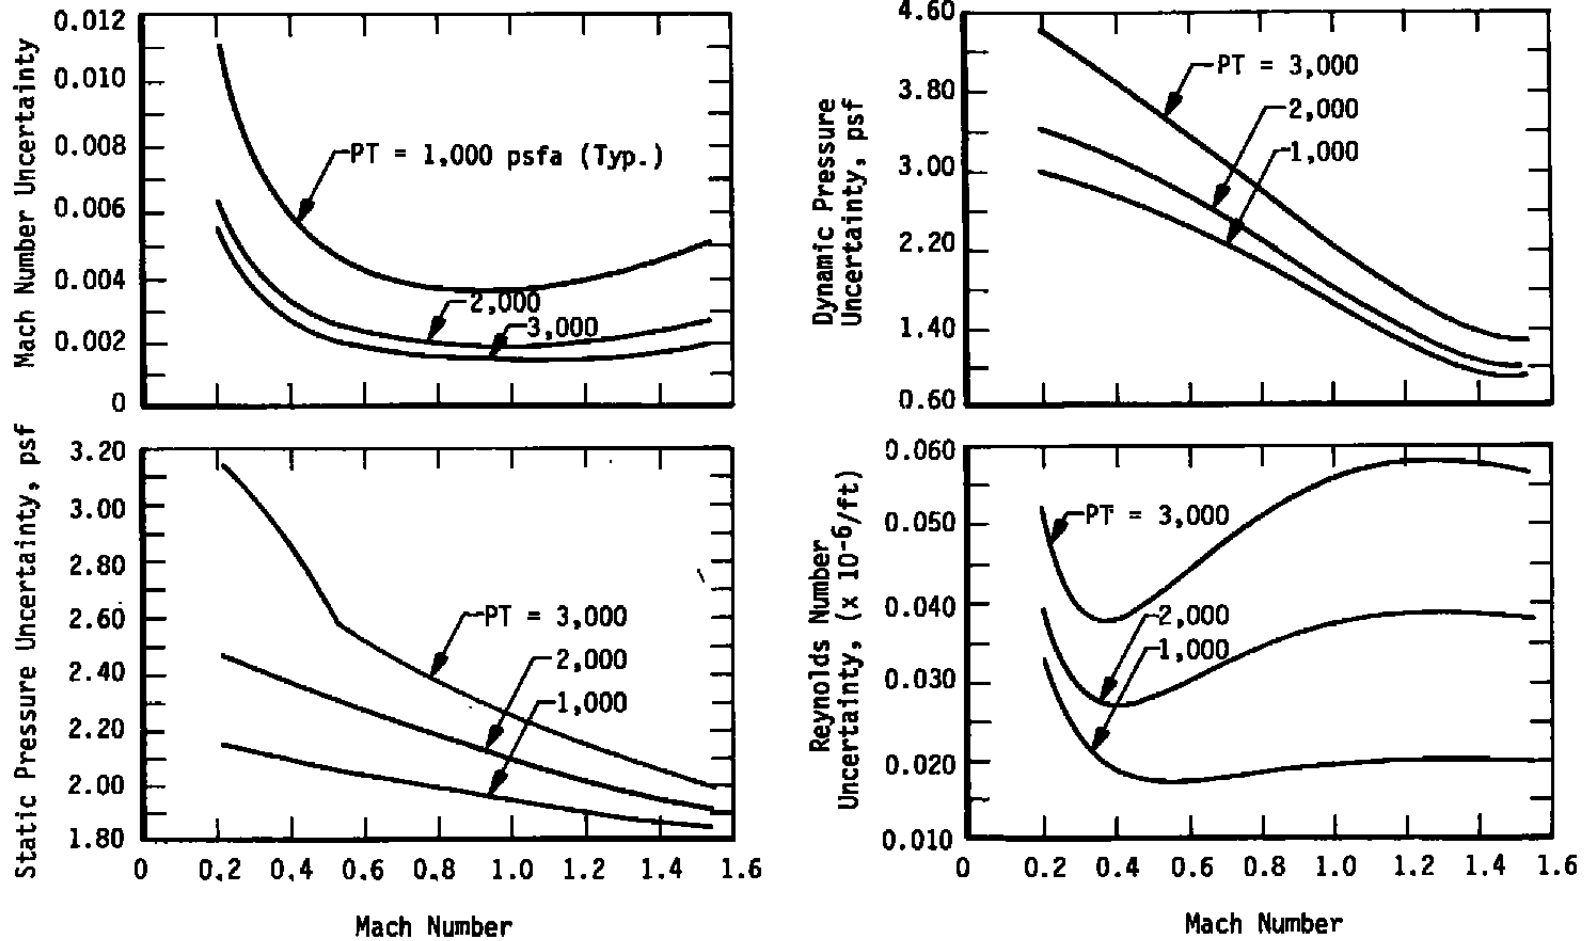 Mach Number Uncertainty
0.012
0.010
0.008
0.006
0.004
0.002
0
PT = 1,000 psfa (Typ.)
2,000
3,000
Dynamic Pressure
Uncertainty, psf
4.60
3.80
3.00
2.20
1.40
0.60
PT = 3,000
2,000
1,000
Static Pressure Uncertainty, psf
3.20
3.00
2.80
2.60
2.40
2.20
2.00
1.80
PT = 3,000
2,000
1,000
0 0.2 0.4 0.6 0.8 1.0 1.2 1.4 1.6
Mach Number
Reynolds Number
Uncertainty, (x 10-6/ft)
0.060
0.050
0.040
0.030
0.020
0.010
PT = 3,000
2,000
1,000
0 0.2 0.4 0.6 0.8 1.0 1.2 1.4 1.6
Mach Number